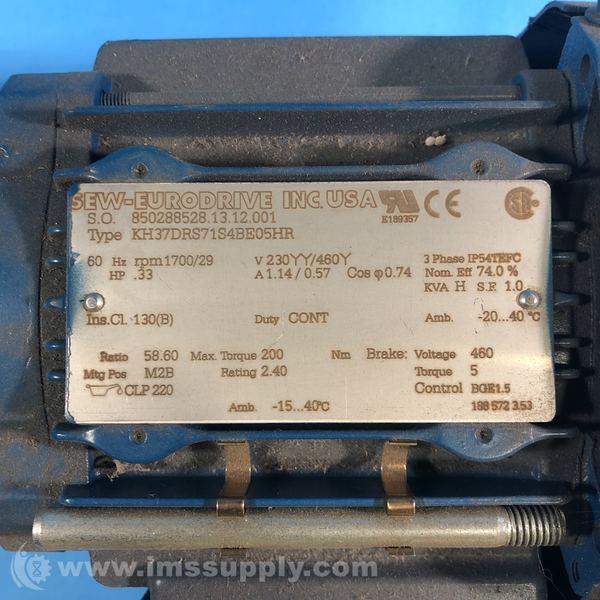 SEW-EURODRIVE INC. USA
E189357
S.O. 850288528.13.12.001
Type KH37DRS71S4BE05HR
60 Hz rpm 1700/29 V 230YY/460Y 3 Phase IP54TEFC
HP .33 A 1.14 / 0.57 Cos φ 0.74 Nom. Eff 74.0 %
KVA H S.F. 1.0
Ins.Cl. 130(B) Duty CONT Amb. -20...40 °C
Ratio 58.60 Max. Torque 200 Nm Brake: Voltage 460
Mtg Pos M2B Rating 2.40 Torque 5
CLP 220 Control BGE1.5
Amb. -15...40°C 188 572 3.53
www.imssupply.com